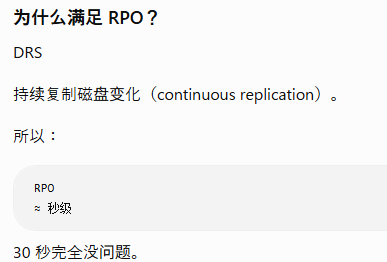 为什么满足 RPO？
DRS
持续复制磁盘变化（continuous replication）。
所以：
RPO
≈ 秒级
30 秒完全没问题。